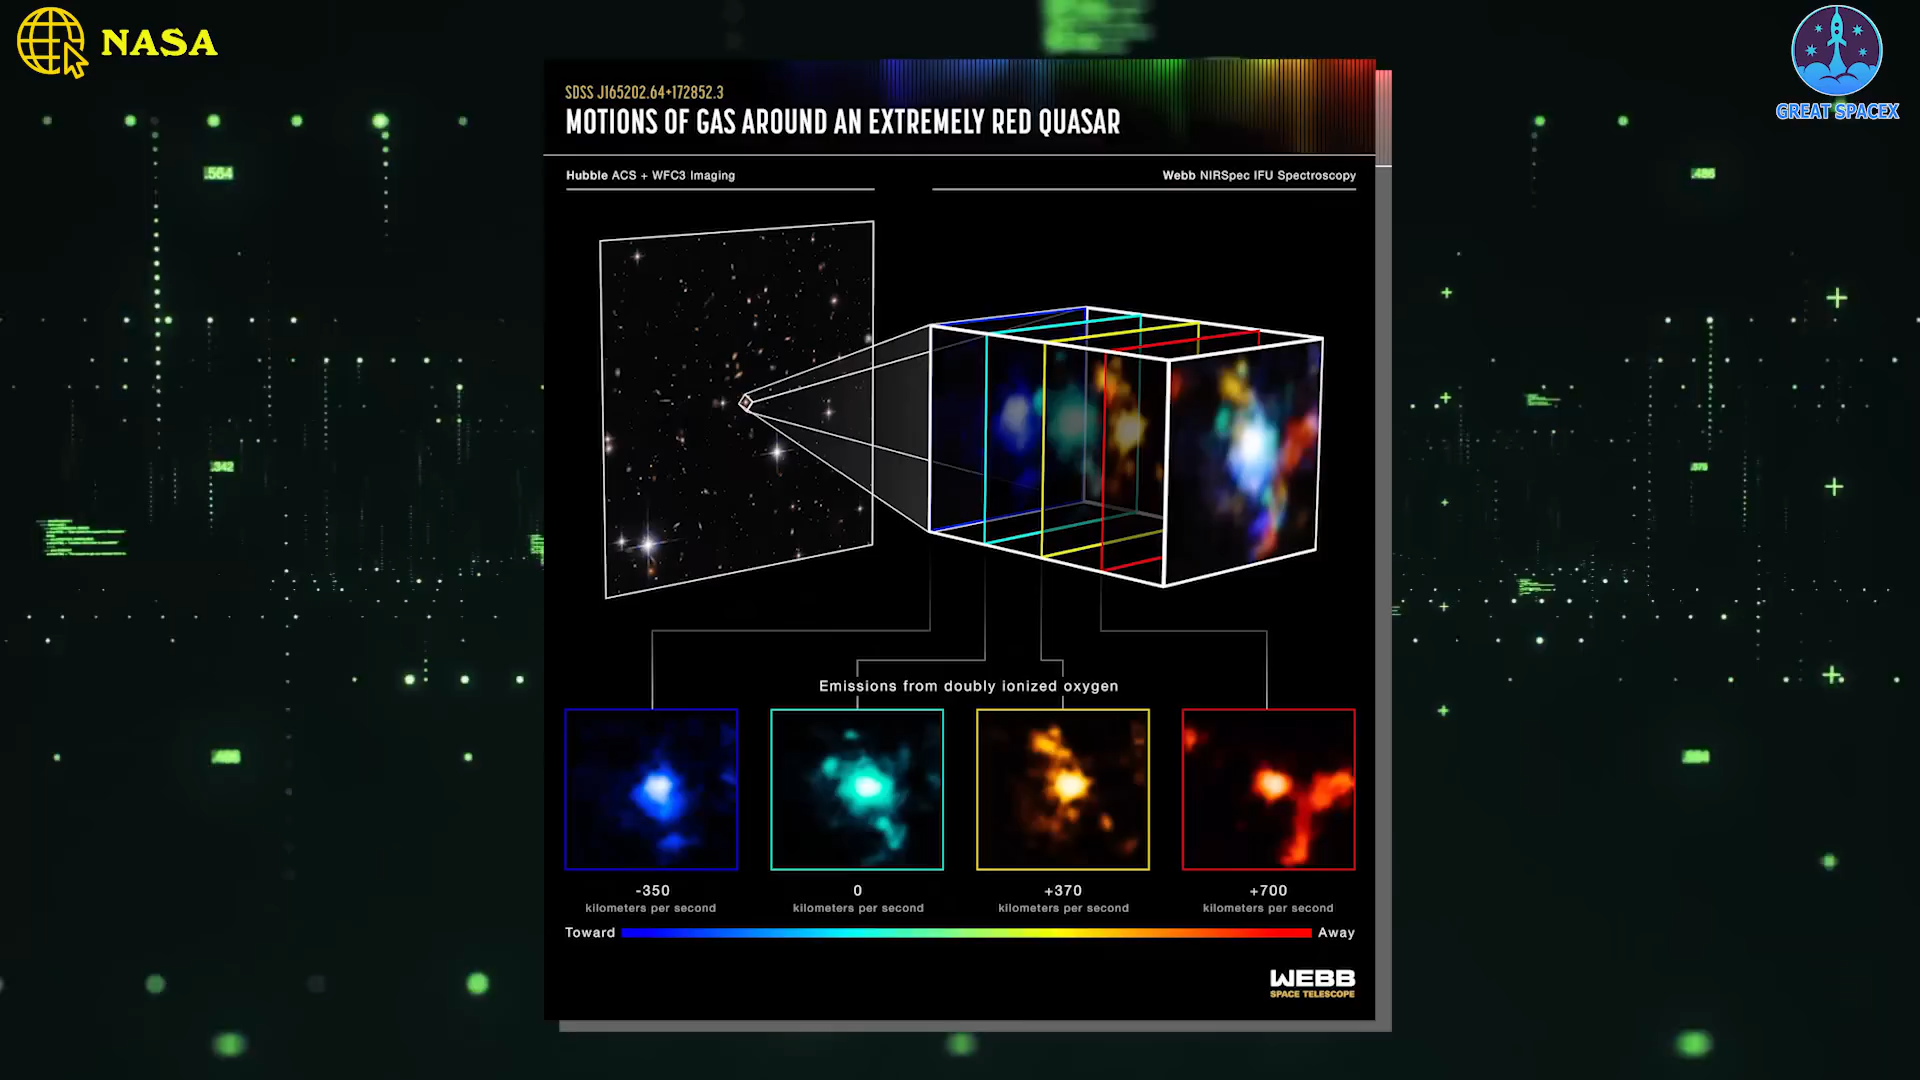 NASA
GREAT SPACEX
SDSS J165202.64+172852.3
MOTIONS OF GAS AROUND AN EXTREMELY RED QUASAR
Hubble ACS + WFC3 Imaging
Webb NIRSpec IFU Spectroscopy
Emissions from doubly ionized oxygen
-350
kilometers per second
0
kilometers per second
+370
kilometers per second
+700
kilometers per second
Toward
Away
WEBB
SPACE TELESCOPE
.564
.342